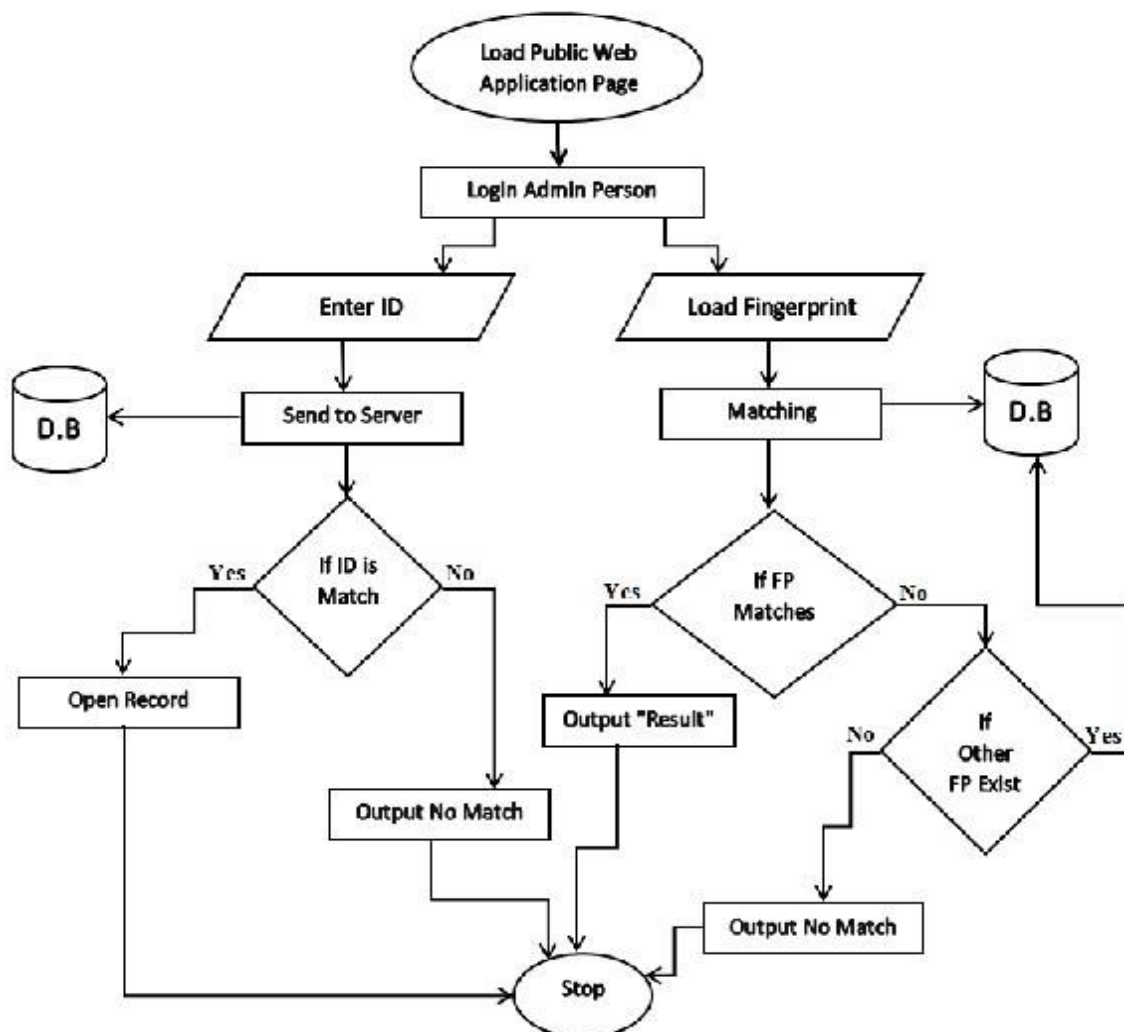 Load Public Web
Application Page
Login Admin Person
Enter ID
Load Fingerprint
D.B
Send to Server
Matching
D.B
If ID is
Match
Yes
No
If FP
Matches
Yes
No
Open Record
Output "Result"
If
Other
FP Exist
No
Yes
Output No Match
Output No Match
Stop